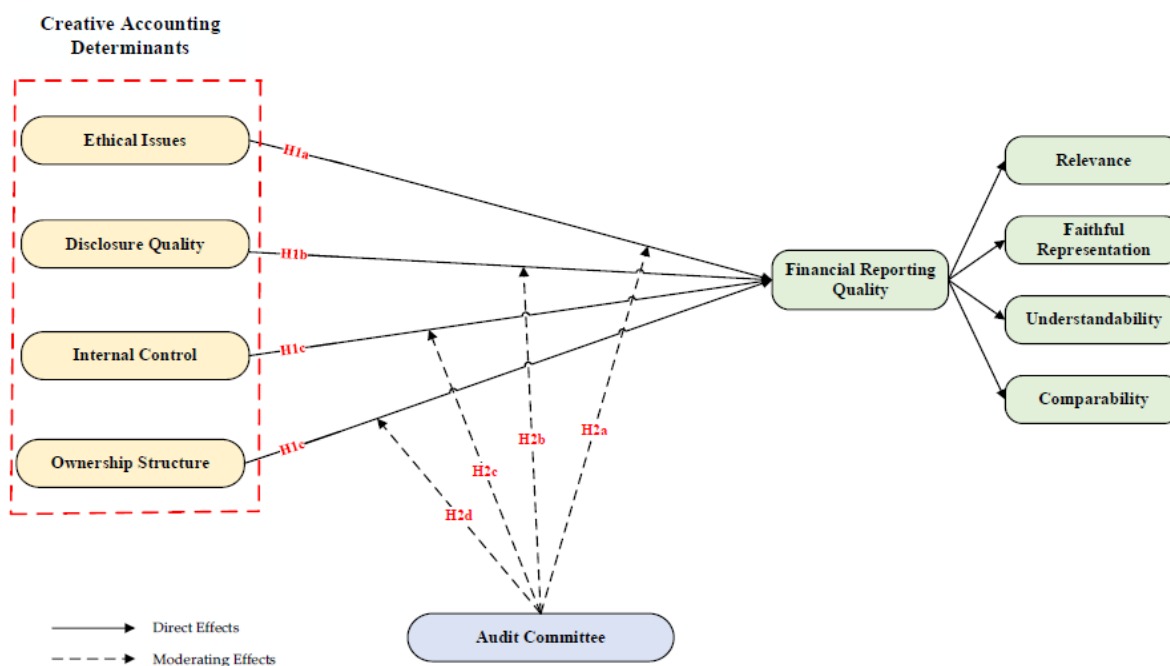 Creative Accounting
Determinants
Ethical Issues
H1a
Relevance
Disclosure Quality
H1b
Faithful
Representation
Financial Reporting
Quality
Internal Control
H1c
Understandability
Ownership Structure
H1c
Comparability
H2a
H2b
H2c
H2d
Direct Effects
Audit Committee
Moderating Effects